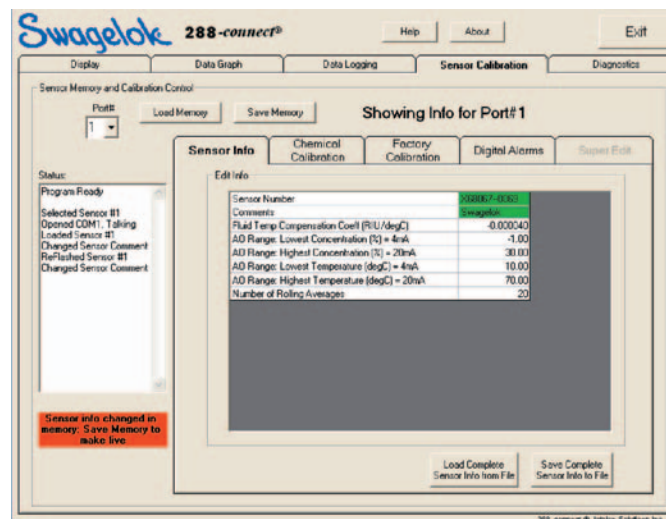 Swagelok 288-connect® Help About Exit
Display Data Graph Data Logging Sensor Calibration Diagnostics
Sensor Memory and Calibration Control
Port#
1 Load Memory Save Memory Showing Info for Port#1
Sensor Info Chemical Calibration Factory Calibration Digital Alarms Super Edit
Status:
Program Ready
Selected Sensor #1
Opened COM1, Talking
Loaded Sensor #1
Changed Sensor Comment
ReFlashed Sensor #1
Changed Sensor Comment
Edit Info
Sensor Number
Comments Swagelok
Fluid Temp Compensation Coeff (RIU/degC) -0.000040
AO Range: Lowest Concentration (%) = 4mA -1.00
AO Range: Highest Concentration (%) = 20mA 30.00
AO Range: Lowest Temperature (degC) = 4mA 10.00
AO Range: Highest Temperature (degC) = 20mA 70.00
Number of Rolling Averages 20
Sensor info changed in
memory: Save Memory to
make live
Load Complete
Sensor Info from File
Save Complete
Sensor Info to File